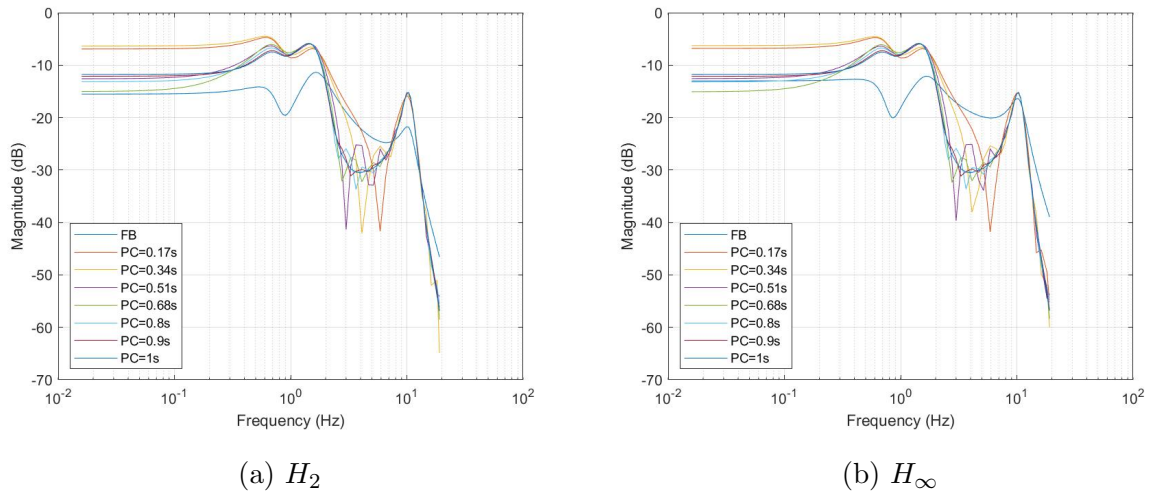 0
-10
-20
-30
-40
-50
-60
-70
Magnitude (dB)
FB
PC=0.17s
PC=0.34s
PC=0.51s
PC=0.68s
PC=0.8s
PC=0.9s
PC=1s
10^-2 10^-1 10^0 10^1 10^2
Frequency (Hz)
(a) H_2
0
-10
-20
-30
-40
-50
-60
-70
Magnitude (dB)
FB
PC=0.17s
PC=0.34s
PC=0.51s
PC=0.68s
PC=0.8s
PC=0.9s
PC=1s
10^-2 10^-1 10^0 10^1 10^2
Frequency (Hz)
(b) H_∞